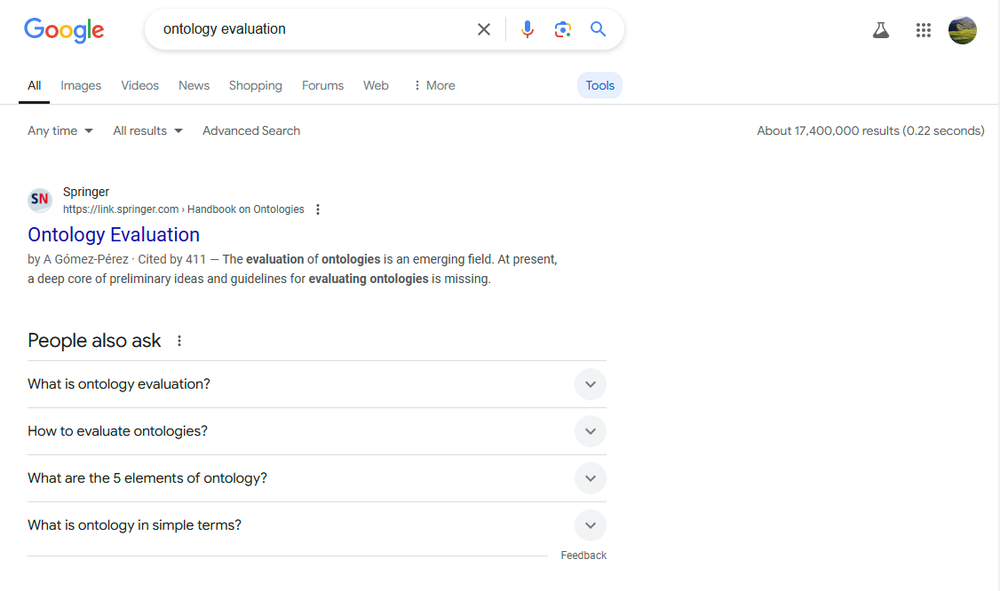 Google
ontology evaluation
All Images Videos News Shopping Forums Web More Tools
Any time All results Advanced Search About 17,400,000 results (0.22 seconds)
SN
Springer
https://link.springer.com › Handbook on Ontologies
Ontology Evaluation
by A Gómez-Pérez · Cited by 411 — The evaluation of ontologies is an emerging field. At present,
a deep core of preliminary ideas and guidelines for evaluating ontologies is missing.
People also ask
What is ontology evaluation?
How to evaluate ontologies?
What are the 5 elements of ontology?
What is ontology in simple terms?
Feedback